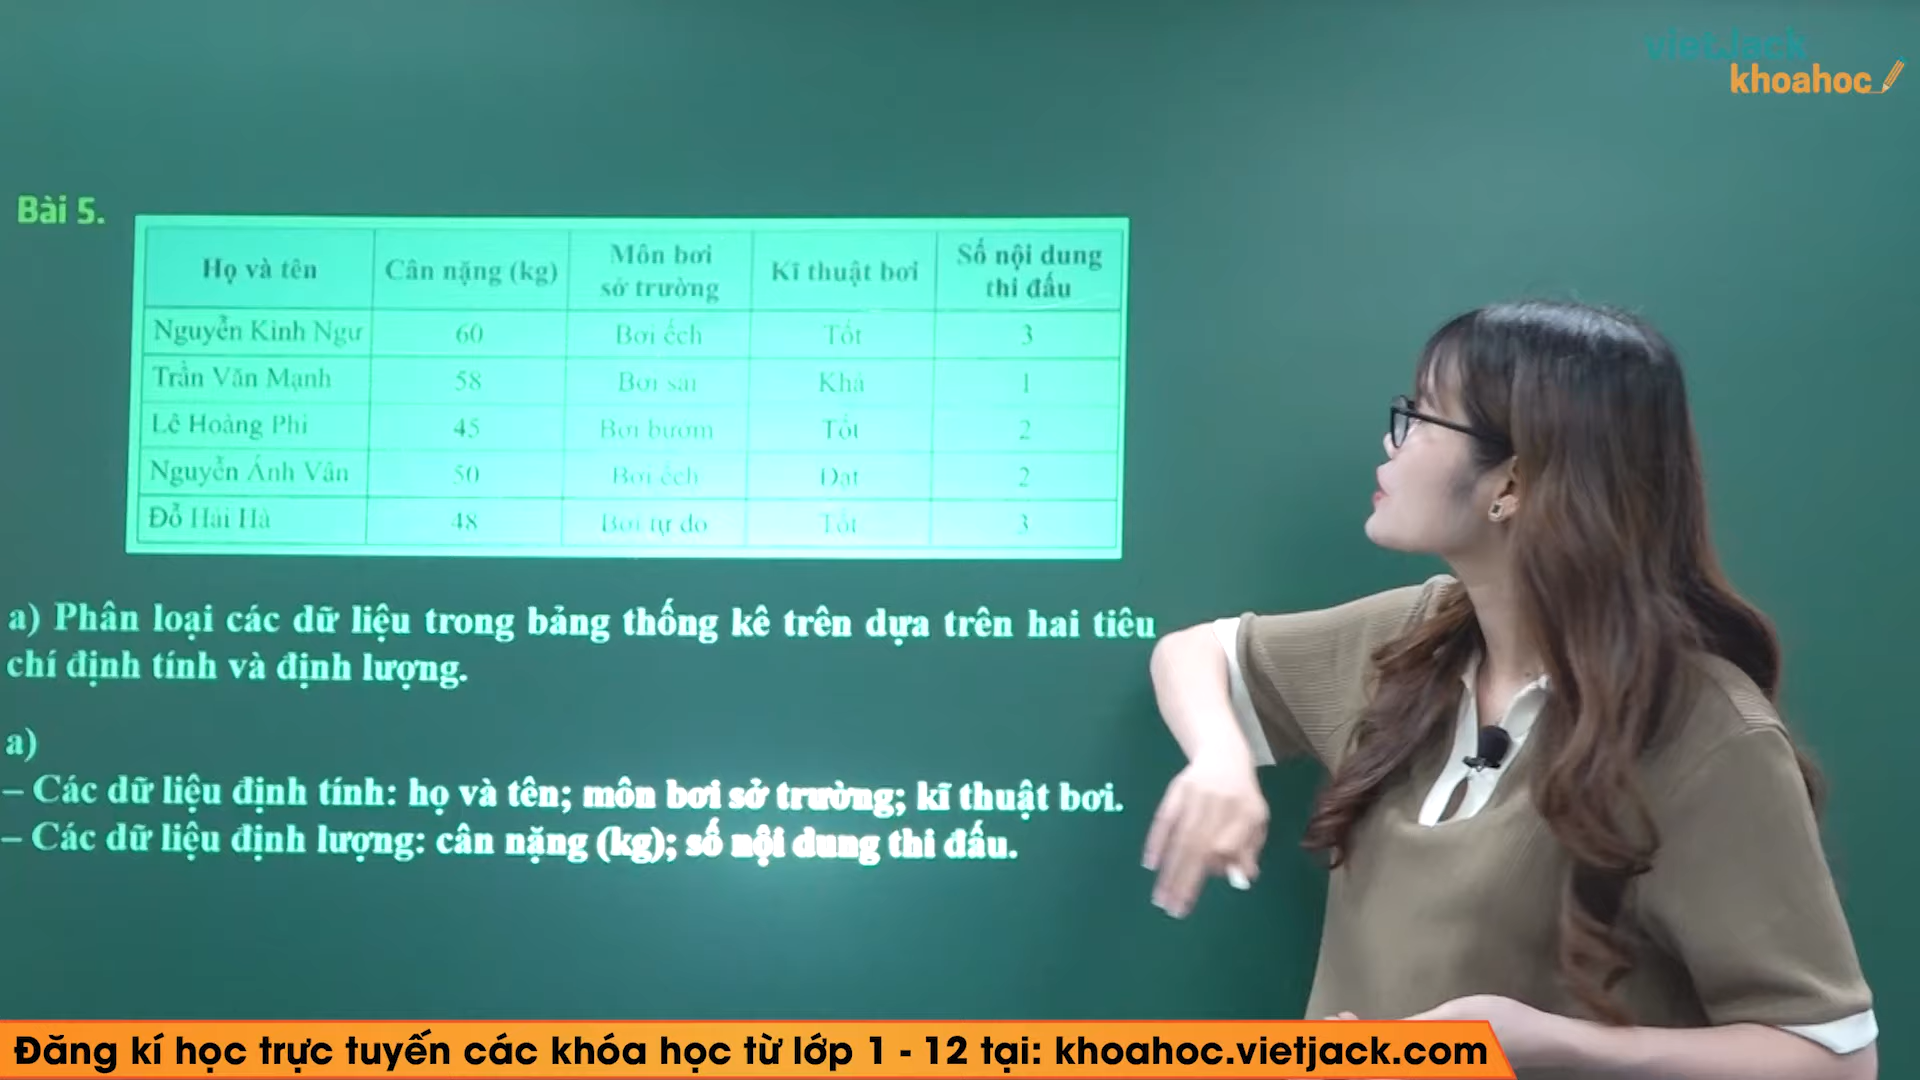 vietJack
khoahoc
Bài 5.
Họ và tên Cân nặng (kg) Môn bơi sở trường Kĩ thuật bơi Số nội dung thi đấu
Nguyễn Kình Ngư 60 Bơi ếch Tốt 3
Trần Văn Mạnh 58 Bơi sải Khá 1
Lê Hoàng Phi 45 Bơi bướm Tốt 2
Nguyễn Ánh Vân 50 Bơi ếch Đạt 2
Đỗ Hải Hà 48 Bơi tự do Tốt 3
a) Phân loại các dữ liệu trong bảng thống kê trên dựa trên hai tiêu
chí định tính và định lượng.
a)
– Các dữ liệu định tính: họ và tên; môn bơi sở trường; kĩ thuật bơi.
– Các dữ liệu định lượng: cân nặng (kg); số nội dung thi đấu.
Đăng kí học trực tuyến các khóa học từ lớp 1 - 12 tại: khoahoc.vietjack.com